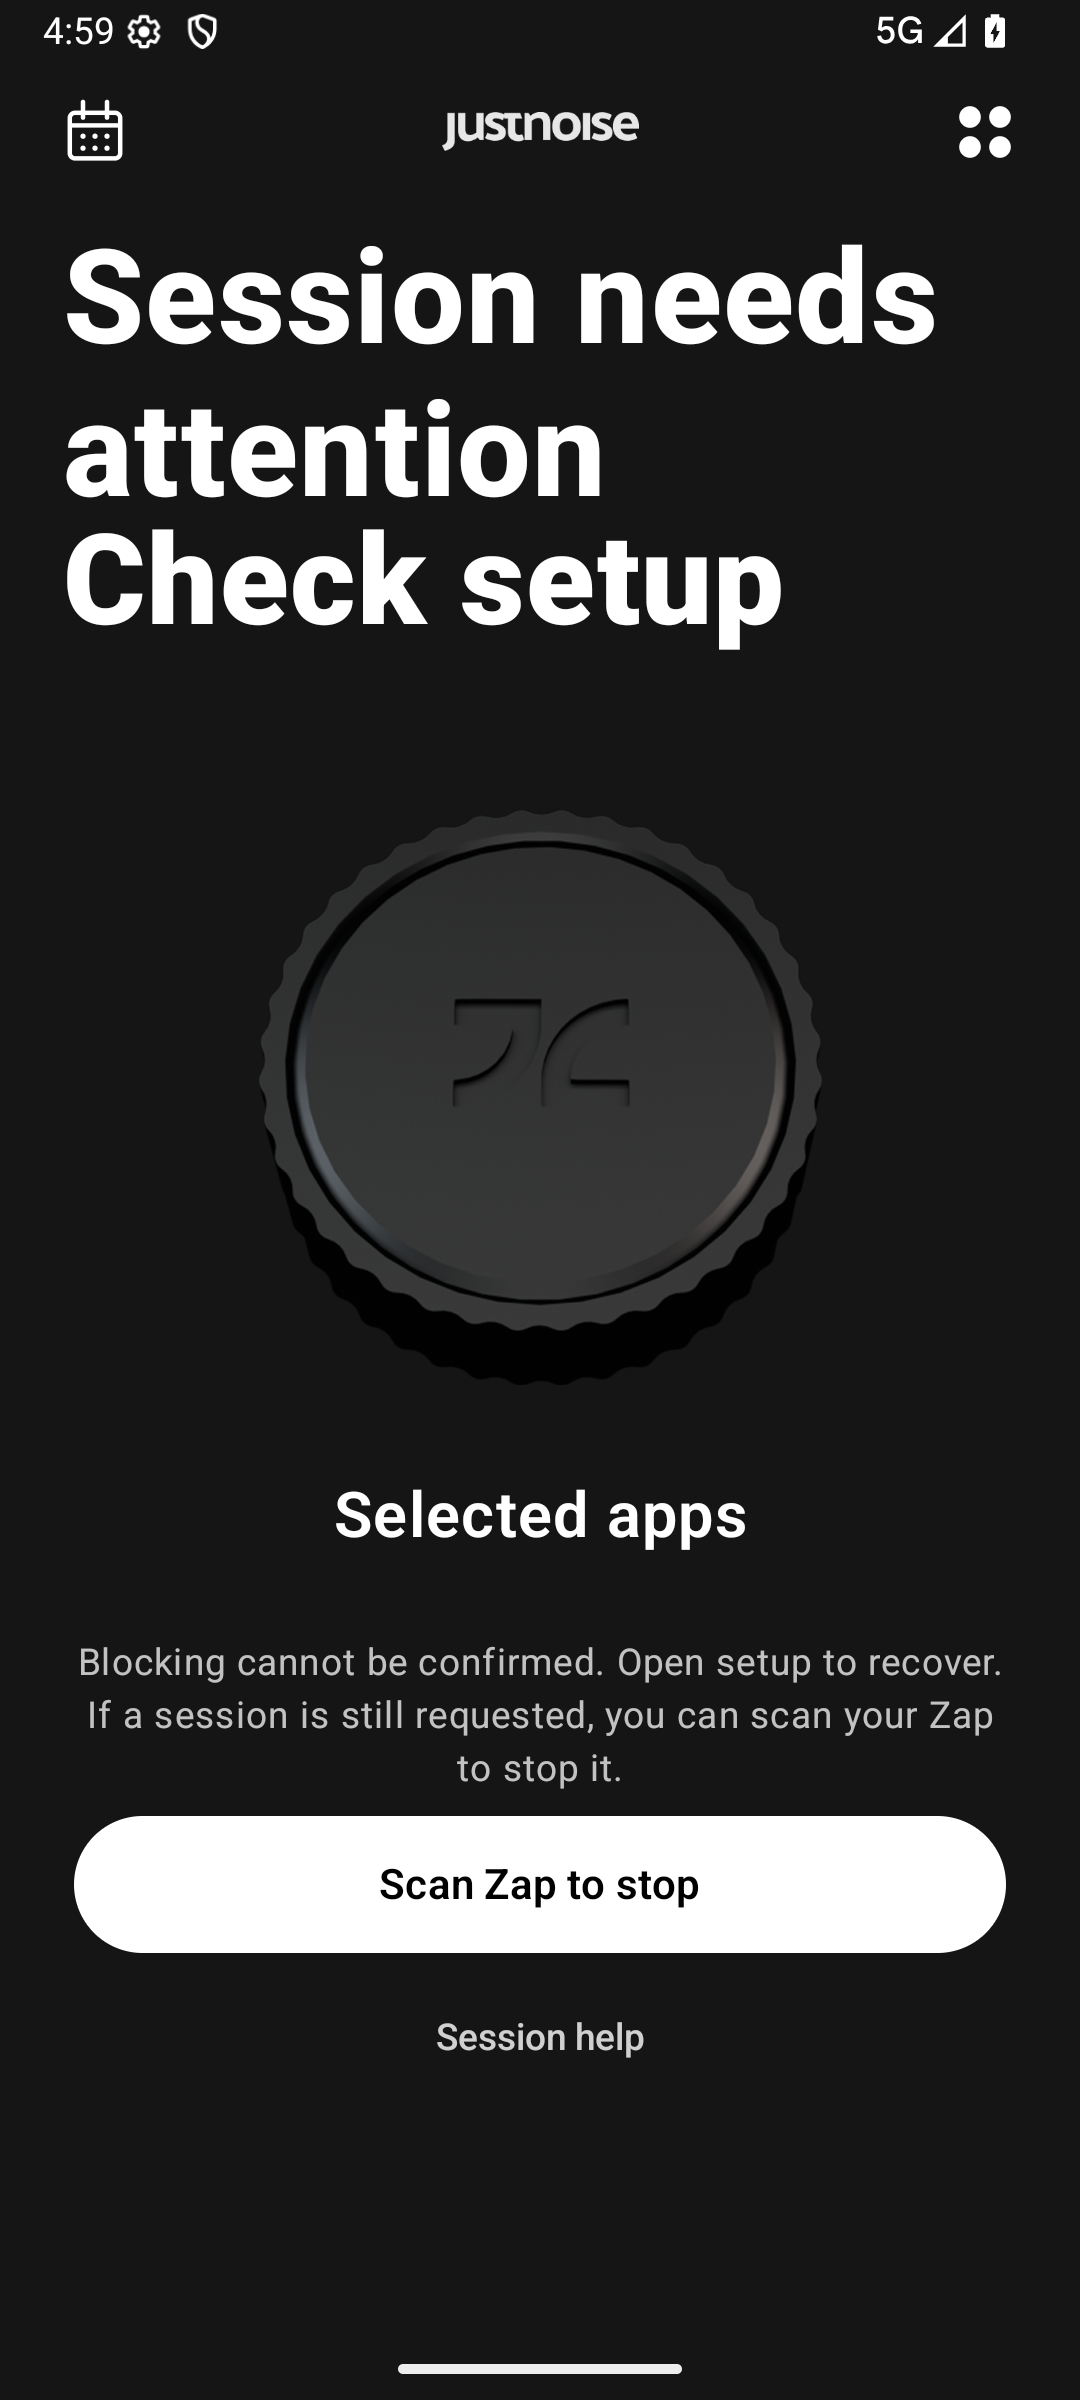 4:59 5G
justnoise
Session needs
attention
Check setup
Selected apps
Blocking cannot be confirmed. Open setup to recover.
If a session is still requested, you can scan your Zap
to stop it.
Scan Zap to stop
Session help